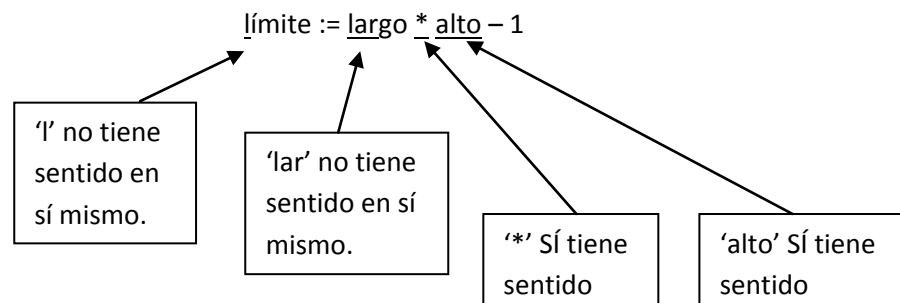 límite := largo * alto – 1
‘l’ no tiene
sentido en
sí mismo.
‘lar’ no tiene
sentido en sí
mismo.
‘*’ SÍ tiene
sentido
‘alto’ SÍ tiene
sentido